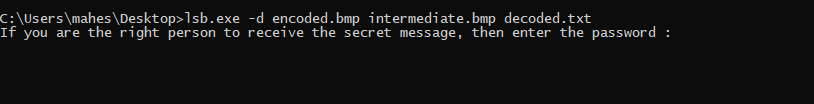 C:\Users\mahes\Desktop>lsb.exe -d encoded.bmp intermediate.bmp decoded.txt
If you are the right person to receive the secret message, then enter the password :